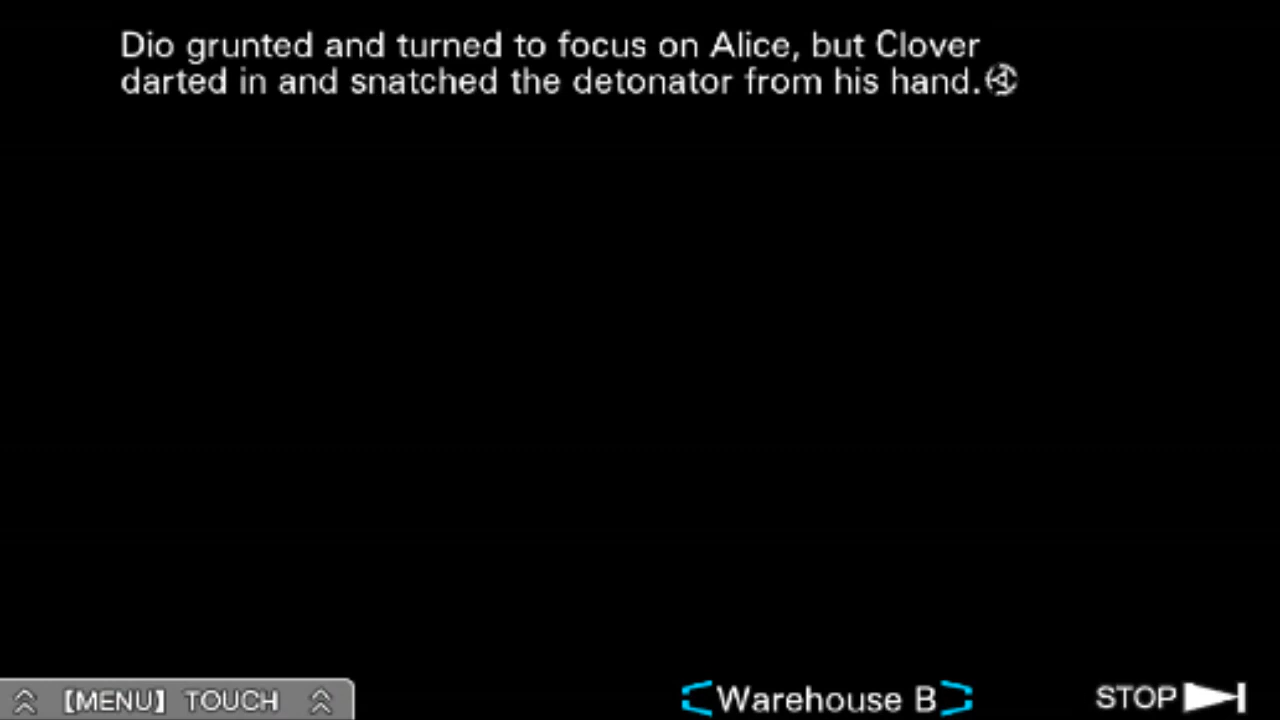 Dio grunted and turned to focus on Alice, but Clover
darted in and snatched the detonator from his hand.
【MENU】 TOUCH
Warehouse B
STOP